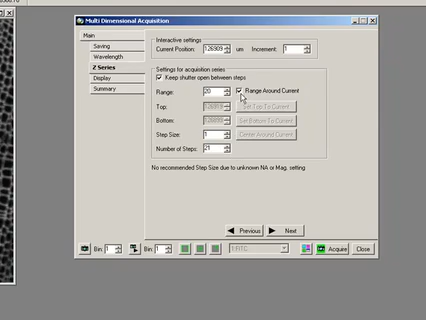 Multi Dimensional Acquisition
Main
Saving
Wavelength
Z Series
Display
Summary
Interactive settings
Current Position: 126909 um Increment: 1
Settings for acquisition series
Keep shutter open between steps
Range: 20 Range Around Current
Top: Set Top To Current
Bottom: Set Bottom To Current
Step Size: 1 Center Around Current
Number of Steps: 21
No recommended Step Size due to unknown NA or Mag. setting
Previous Next
Bin: 1 Bin: 1 1:FITC Acquire Close